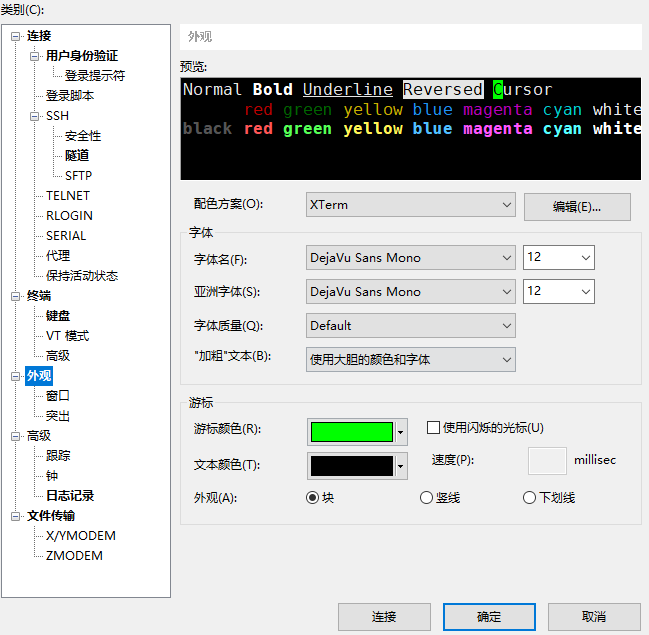 类别(C):
连接
用户身份验证
登录提示符
登录脚本
SSH
安全性
隧道
SFTP
TELNET
RLOGIN
SERIAL
代理
保持活动状态
终端
键盘
VT 模式
高级
外观
窗口
突出
高级
跟踪
钟
日志记录
文件传输
X/YMODEM
ZMODEM
外观
预览:
Normal Bold Underline Reversed Cursor
red green yellow blue magenta cyan white
black red green yellow blue magenta cyan white
配色方案(O): XTerm 编辑(E)...
字体
字体名(F): DejaVu Sans Mono 12
亚洲字体(S): DejaVu Sans Mono 12
字体质量(Q): Default
"加粗"文本(B): 使用大胆的颜色和字体
游标
游标颜色(R): 使用闪烁的光标(U)
文本颜色(T): 速度(P): millisec
外观(A): 块 竖线 下划线
连接 确定 取消